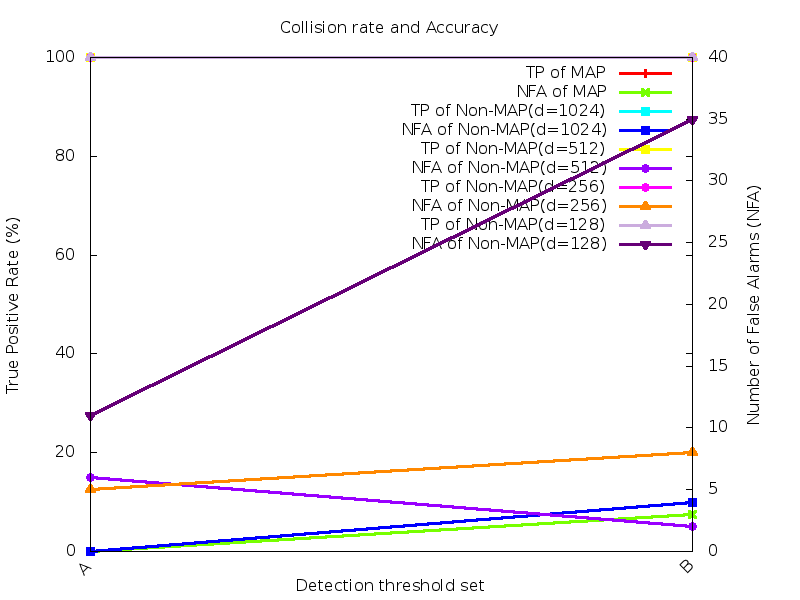 Collision rate and Accuracy
100
80
60
40
20
0
40
35
30
25
20
15
10
5
0
TP of MAP
NFA of MAP
TP of Non-MAP(d=1024)
NFA of Non-MAP(d=1024)
TP of Non-MAP(d=512)
NFA of Non-MAP(d=512)
TP of Non-MAP(d=256)
NFA of Non-MAP(d=256)
TP of Non-MAP(d=128)
NFA of Non-MAP(d=128)
True Positive Rate (%)
Number of False Alarms (NFA)
A
B
Detection threshold set